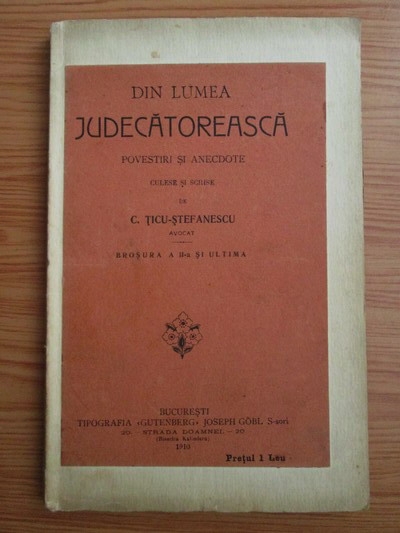 DIN LUMEA
JUDECĂTOREASCĂ
POVESTIRI ȘI ANECDOTE
CULESE ȘI SCRISE
DE
C. ȚICU-ȘTEFANESCU
AVOCAT
BROȘURA A II-a ȘI ULTIMA
BUCUREȘTI
TIPOGRAFIA «GUTENBERG» JOSEPH GÖBL S-sori
20. - STRADA DOAMNEI. - 20
1910
Prețul 1 Leu